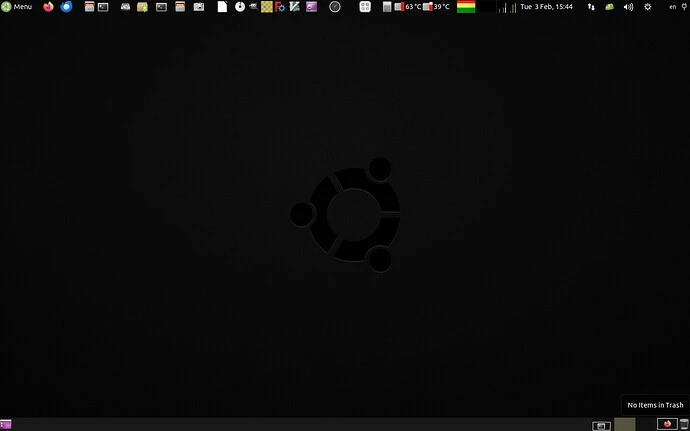 Menu
63 °C
39 °C
Tue 3 Feb, 15:44
en
No Items in Trash